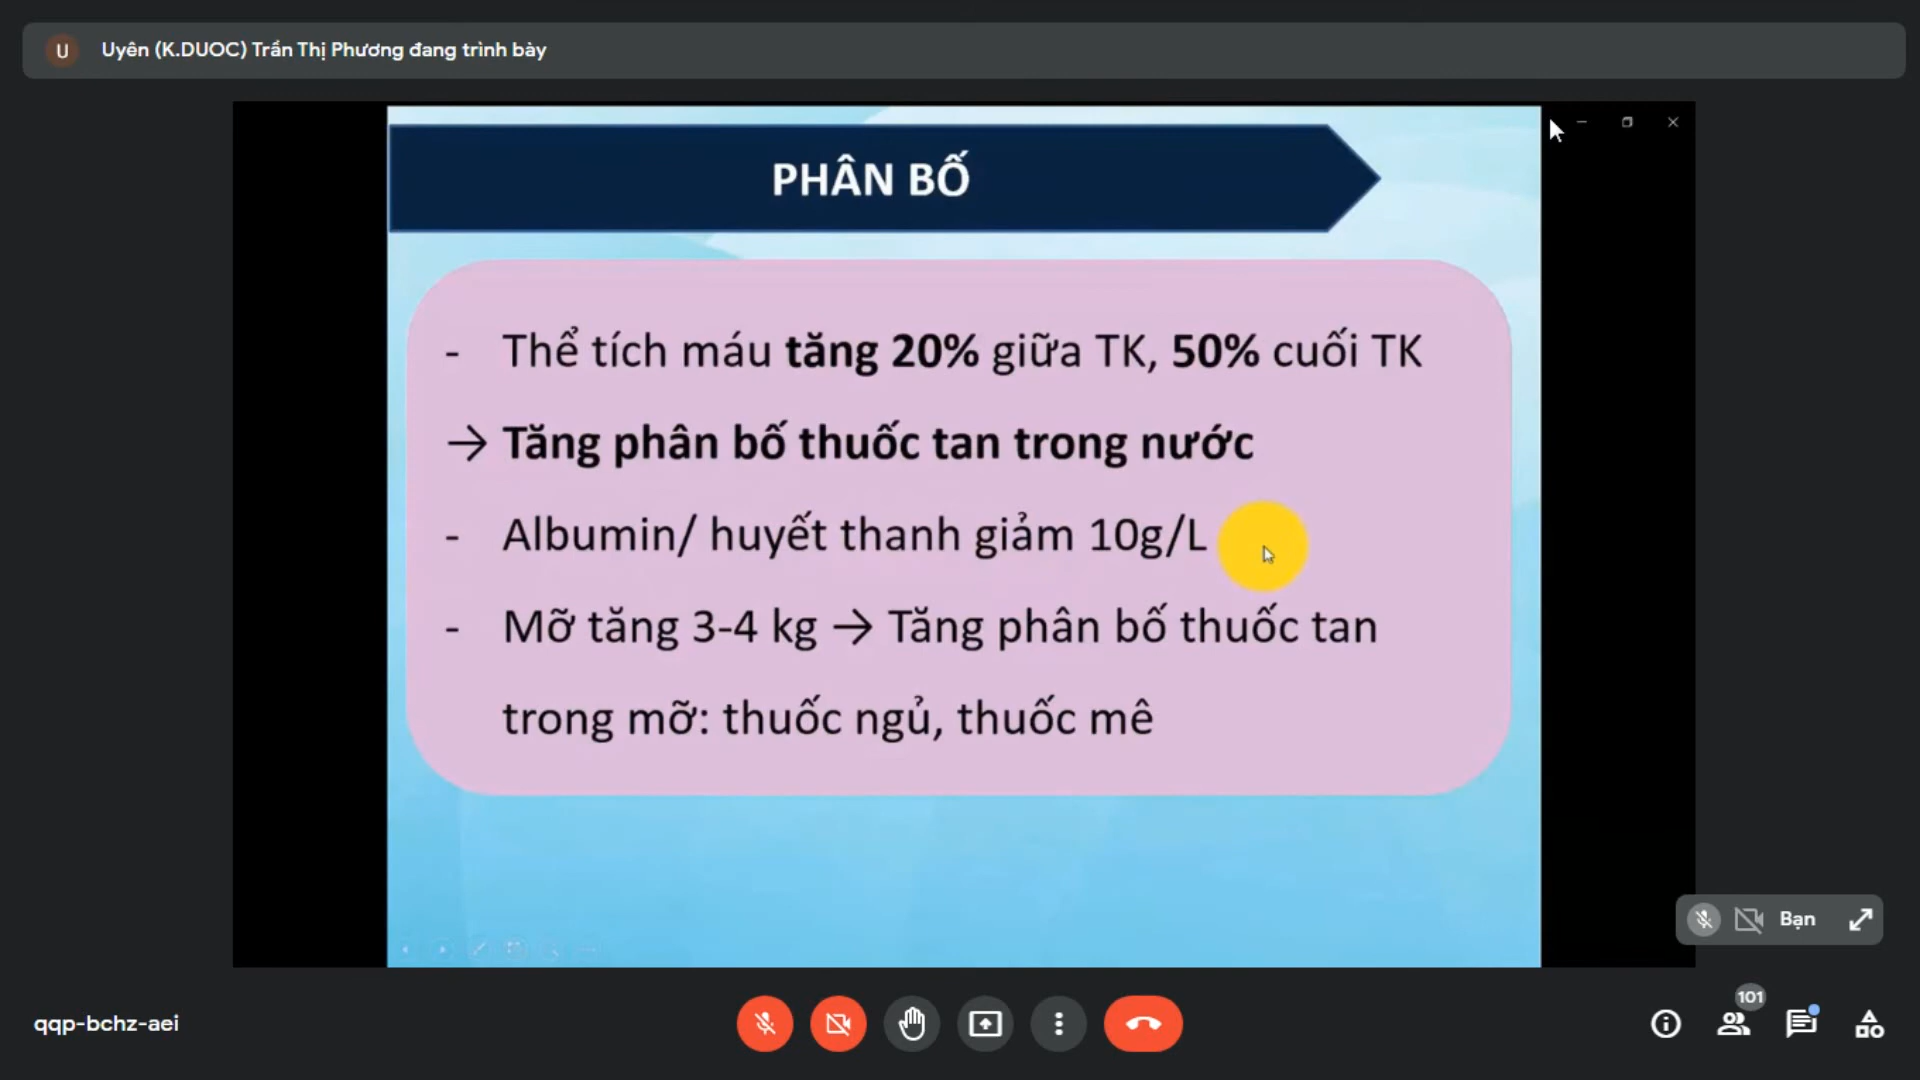 U
Uyên (K.DUOC) Trần Thị Phương đang trình bày
PHÂN BỐ
- Thể tích máu tăng 20% giữa TK, 50% cuối TK
→ Tăng phân bố thuốc tan trong nước
- Albumin/ huyết thanh giảm 10g/L
- Mỡ tăng 3-4 kg → Tăng phân bố thuốc tan
trong mỡ: thuốc ngủ, thuốc mê
Bạn
qqp-bchz-aei
101